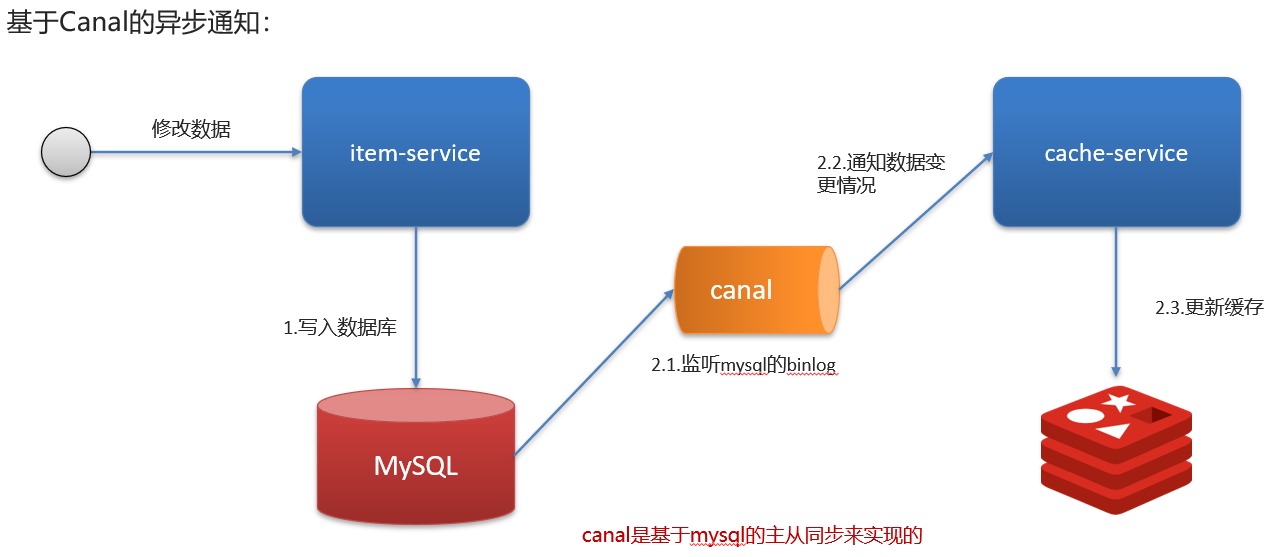 基于Canal的异步通知：
修改数据
item-service
cache-service
2.2.通知数据变
更情况
canal
1.写入数据库
2.3.更新缓存
2.1.监听mysql的binlog
MySQL
canal是基于mysql的主从同步来实现的